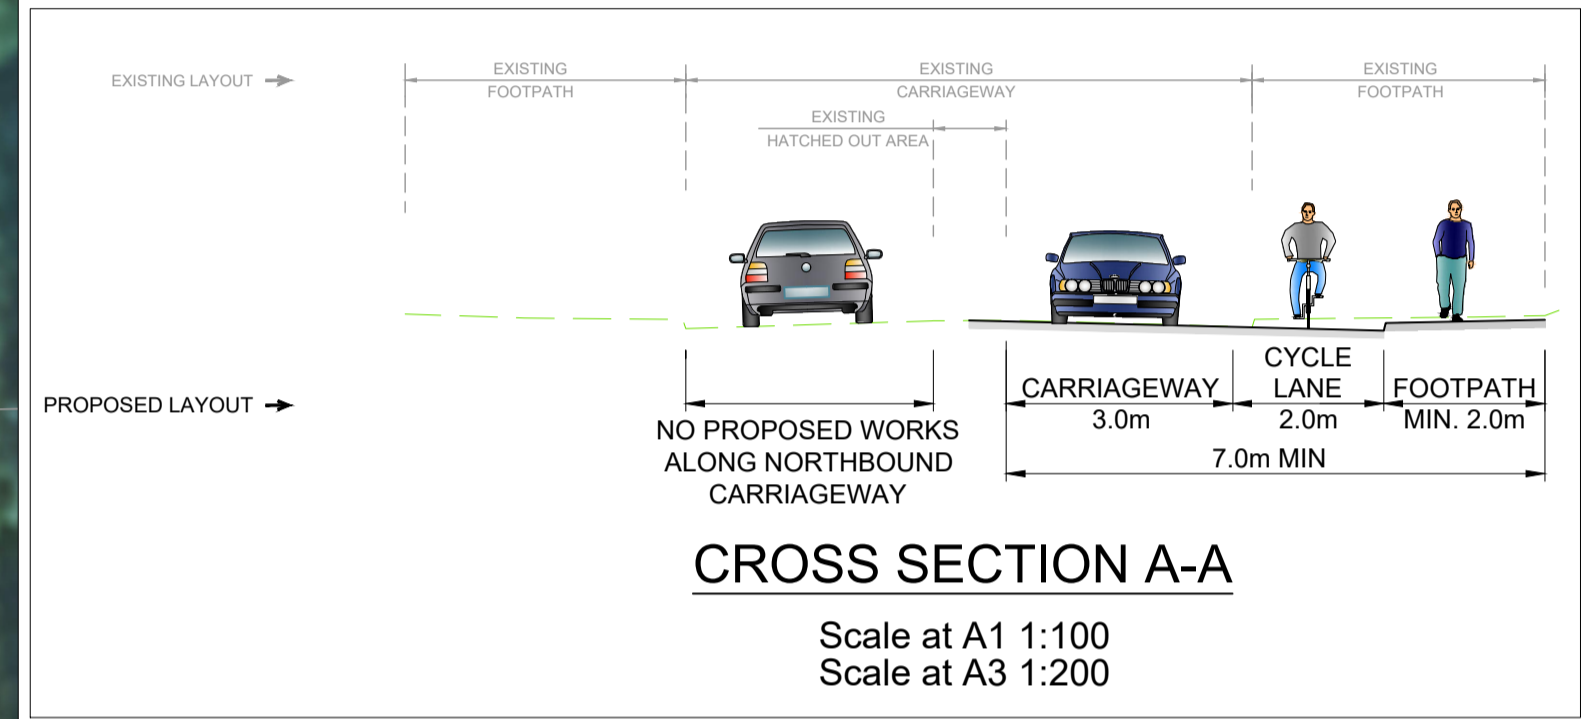 EXISTING LAYOUT
EXISTING
FOOTPATH
EXISTING
CARRIAGEWAY
EXISTING
FOOTPATH
EXISTING
HATCHED OUT AREA
PROPOSED LAYOUT
NO PROPOSED WORKS
ALONG NORTHBOUND
CARRIAGEWAY
CARRIAGEWAY
3.0m
CYCLE
LANE
2.0m
FOOTPATH
MIN. 2.0m
7.0m MIN
CROSS SECTION A-A
Scale at A1 1:100
Scale at A3 1:200